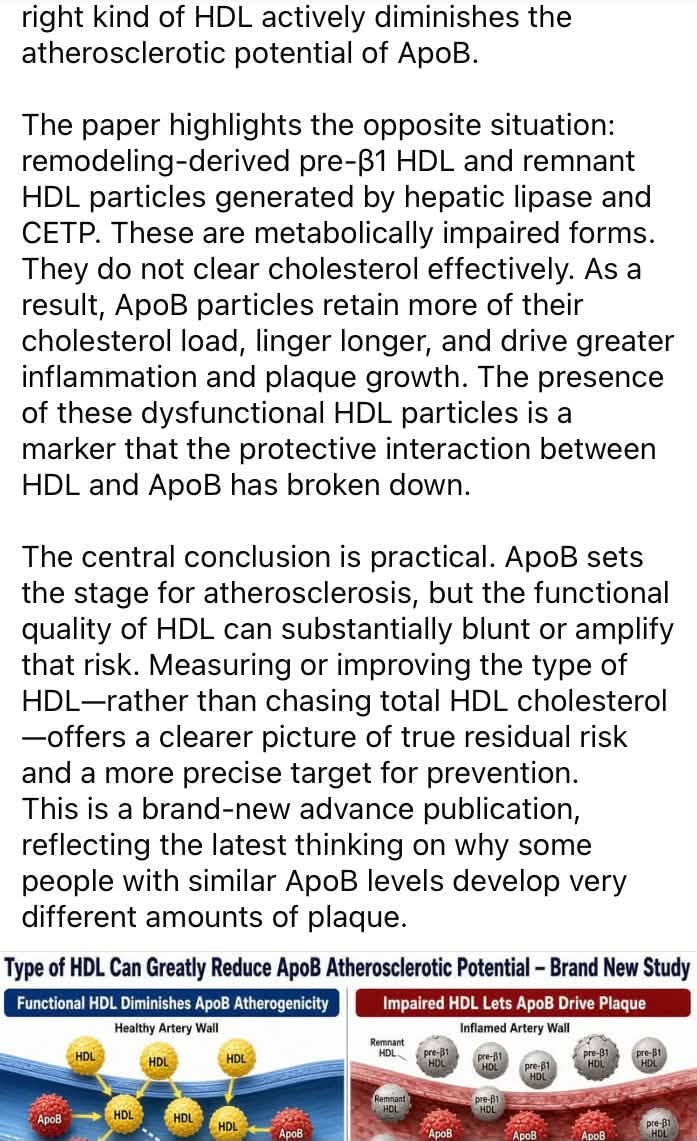 right kind of HDL actively diminishes the
atherosclerotic potential of ApoB.
The paper highlights the opposite situation:
remodeling-derived pre-β1 HDL and remnant
HDL particles generated by hepatic lipase and
CETP. These are metabolically impaired forms.
They do not clear cholesterol effectively. As a
result, ApoB particles retain more of their
cholesterol load, linger longer, and drive greater
inflammation and plaque growth. The presence
of these dysfunctional HDL particles is a
marker that the protective interaction between
HDL and ApoB has broken down.
The central conclusion is practical. ApoB sets
the stage for atherosclerosis, but the functional
quality of HDL can substantially blunt or amplify
that risk. Measuring or improving the type of
HDL—rather than chasing total HDL cholesterol
—offers a clearer picture of true residual risk
and a more precise target for prevention.
This is a brand-new advance publication,
reflecting the latest thinking on why some
people with similar ApoB levels develop very
different amounts of plaque.
Type of HDL Can Greatly Reduce ApoB Atherosclerotic Potential – Brand New Study
Functional HDL Diminishes ApoB Atherogenicity
Healthy Artery Wall
HDL
HDL
HDL
ApoB
HDL
HDL
HDL
ApoB
Impaired HDL Lets ApoB Drive Plaque
Inflamed Artery Wall
Remnant
HDL
pre-β1
HDL
pre-β1
HDL
pre-β1
HDL
pre-β1
HDL
pre-β1
HDL
Remnant
HDL
pre-β1
HDL
pre-β1
HDL
ApoB
ApoB
ApoB